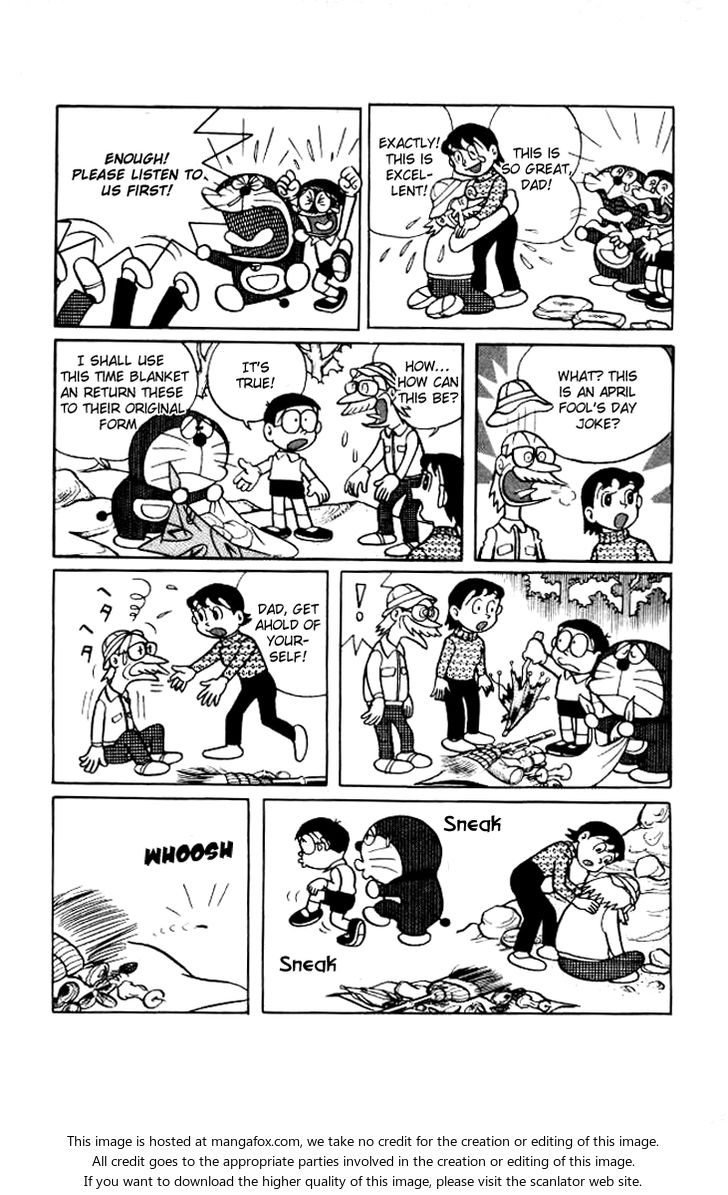 ENOUGH!
PLEASE LISTEN TO
US FIRST!
EXACTLY!
THIS IS
EXCEL-
LENT!
THIS IS
SO GREAT,
DAD!
I SHALL USE
THIS TIME BLANKET
AN RETURN THESE
TO THEIR ORIGINAL
FORM
IT'S
TRUE!
HOW...
HOW CAN
THIS BE?
WHAT? THIS
IS AN APRIL
FOOL'S DAY
JOKE?
ヘタ
ヘタ
DAD, GET
AHOLD OF
YOUR-
SELF!
!
WHOOSH
Sneak
Sneak
This image is hosted at mangafox.com, we take no credit for the creation or editing of this image.
All credit goes to the appropriate parties involved in the creation or editing of this image.
If you want to download the higher quality of this image, please visit the scanlator web site.